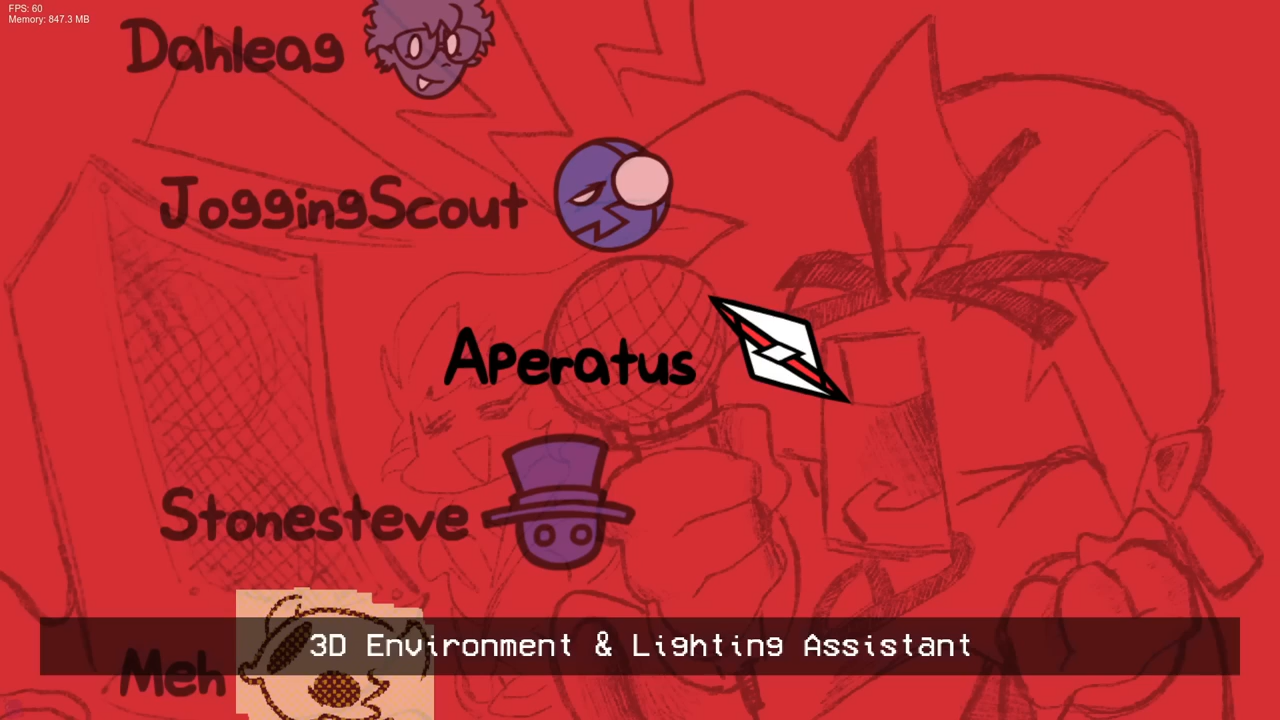 FPS: 60
Memory: 847.3 MB
Dahleag
JoggingScout
Aperatus
Stonesteve
Meh
3D Environment & Lighting Assistant